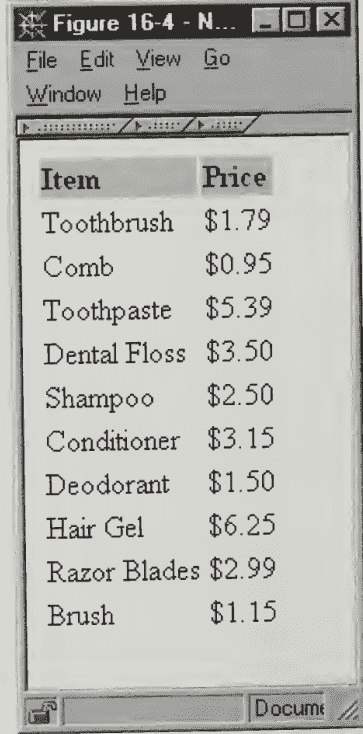 Figure 16-4 - N...
File Edit View Go
Window Help
Item Price
Toothbrush $1.79
Comb $0.95
Toothpaste $5.39
Dental Floss $3.50
Shampoo $2.50
Conditioner $3.15
Deodorant $1.50
Hair Gel $6.25
Razor Blades $2.99
Brush $1.15
Docume